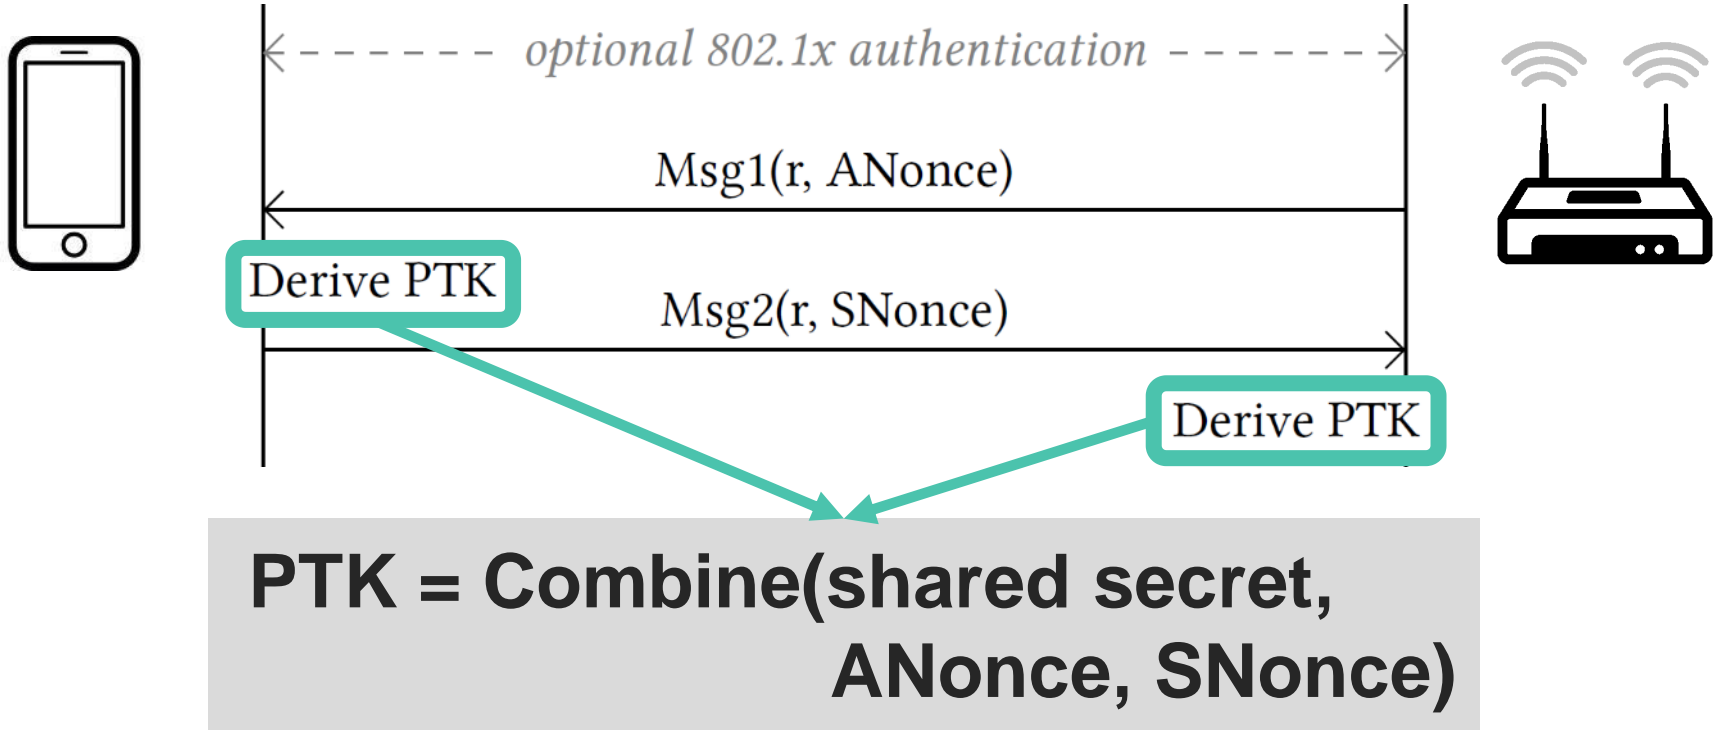 optional 802.1x authentication
Msg1(r, ANonce)
Derive PTK
Msg2(r, SNonce)
Derive PTK
PTK = Combine(shared secret,
ANonce, SNonce)